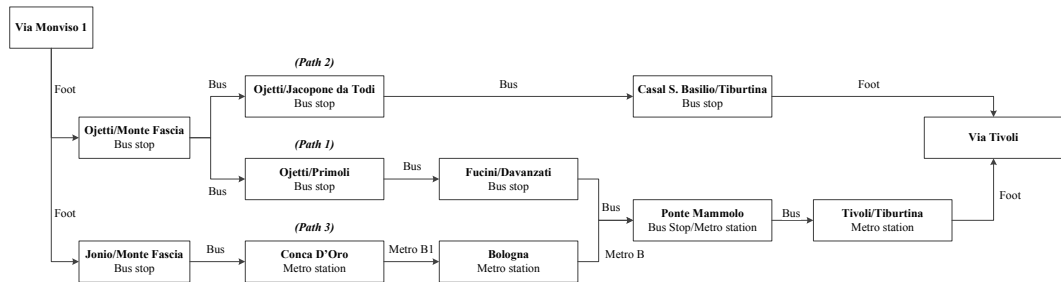 Via Monviso 1
(Path 2)
Foot
Bus
Ojetti/Jacopone da Todi
Bus stop
Bus
Casal S. Basilio/Tiburtina
Bus stop
Foot
Ojetti/Monte Fascia
Bus stop
Via Tivoli
(Path 1)
Bus
Ojetti/Primoli
Bus stop
Bus
Fucini/Davanzati
Bus stop
Foot
Bus
Ponte Mammolo
Bus Stop/Metro station
Bus
Tivoli/Tiburtina
Metro station
Foot
(Path 3)
Jonio/Monte Fascia
Bus stop
Bus
Conca D'Oro
Metro station
Metro B1
Bologna
Metro station
Metro B